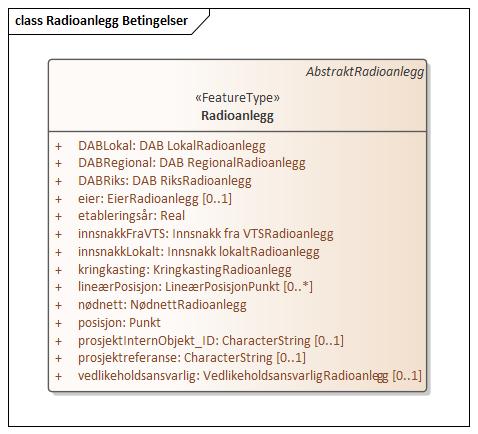 class Radioanlegg Betingelser
AbstraktRadioanlegg
«FeatureType»
Radioanlegg
+ DABLokal: DAB LokalRadioanlegg
+ DABRegional: DAB RegionalRadioanlegg
+ DABRiks: DAB RiksRadioanlegg
+ eier: EierRadioanlegg [0..1]
+ etableringsår: Real
+ innsnakkFraVTS: Innsnakk fra VTSRadioanlegg
+ innsnakkLokalt: Innsnakk lokaltRadioanlegg
+ kringkasting: KringkastingRadioanlegg
+ lineærPosisjon: LineærPosisjonPunkt [0..*]
+ nødnett: NødnettRadioanlegg
+ posisjon: Punkt
+ prosjektInternObjekt_ID: CharacterString [0..1]
+ prosjektreferanse: CharacterString [0..1]
+ vedlikeholdsansvarlig: VedlikeholdsansvarligRadioanlegg [0..1]